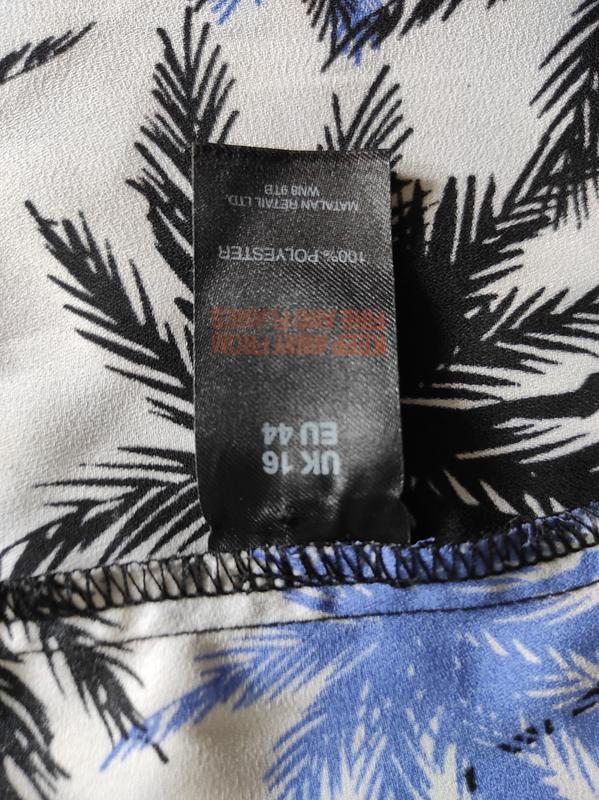 UK 16
EU 44
KEEP AWAY FROM
FIRE AND FLAMES
100% POLYESTER
MATALAN RETAIL LTD.
WN8 9TB